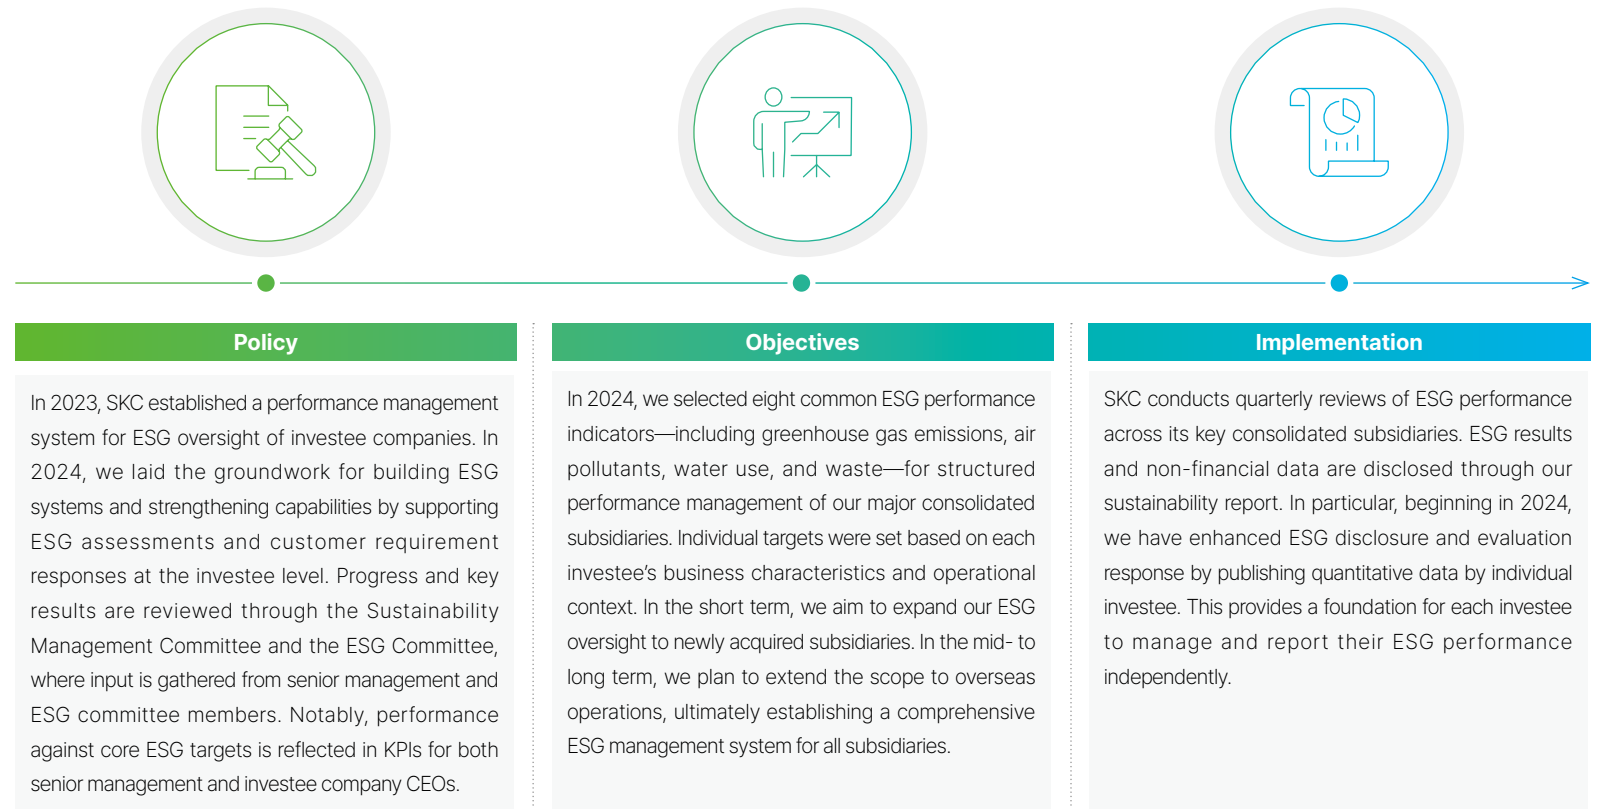 Policy
In 2023, SKC established a performance management
system for ESG oversight of investee companies. In
2024, we laid the groundwork for building ESG
systems and strengthening capabilities by supporting
ESG assessments and customer requirement
responses at the investee level. Progress and key
results are reviewed through the Sustainability
Management Committee and the ESG Committee,
where input is gathered from senior management and
ESG committee members. Notably, performance
against core ESG targets is reflected in KPIs for both
senior management and investee company CEOs.
Objectives
In 2024, we selected eight common ESG performance
indicators—including greenhouse gas emissions, air
pollutants, water use, and waste—for structured
performance management of our major consolidated
subsidiaries. Individual targets were set based on each
investee’s business characteristics and operational
context. In the short term, we aim to expand our ESG
oversight to newly acquired subsidiaries. In the mid- to
long term, we plan to extend the scope to overseas
operations, ultimately establishing a comprehensive
ESG management system for all subsidiaries.
Implementation
SKC conducts quarterly reviews of ESG performance
across its key consolidated subsidiaries. ESG results
and non-financial data are disclosed through our
sustainability report. In particular, beginning in 2024,
we have enhanced ESG disclosure and evaluation
response by publishing quantitative data by individual
investee. This provides a foundation for each investee
to manage and report their ESG performance
independently.